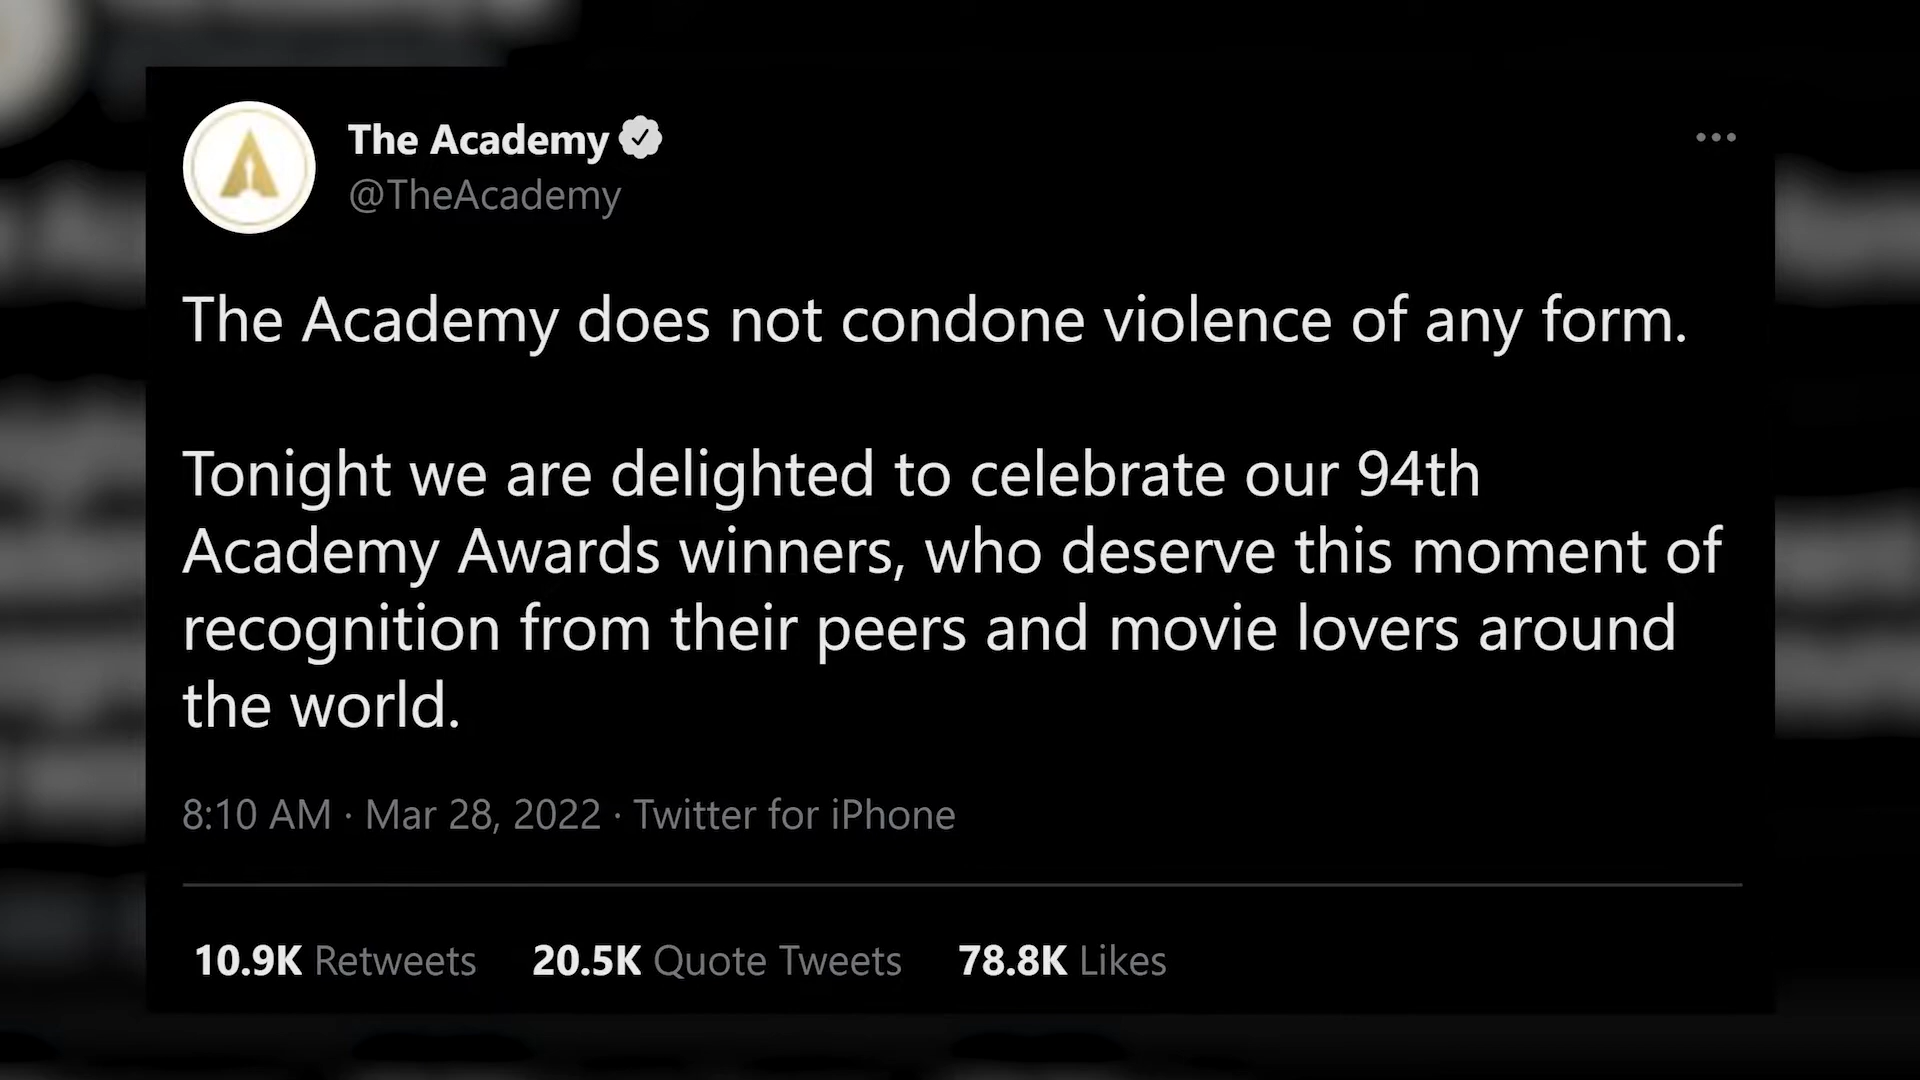 The Academy
@TheAcademy
The Academy does not condone violence of any form.
Tonight we are delighted to celebrate our 94th
Academy Awards winners, who deserve this moment of
recognition from their peers and movie lovers around
the world.
8:10 AM · Mar 28, 2022 · Twitter for iPhone
10.9K Retweets 20.5K Quote Tweets 78.8K Likes